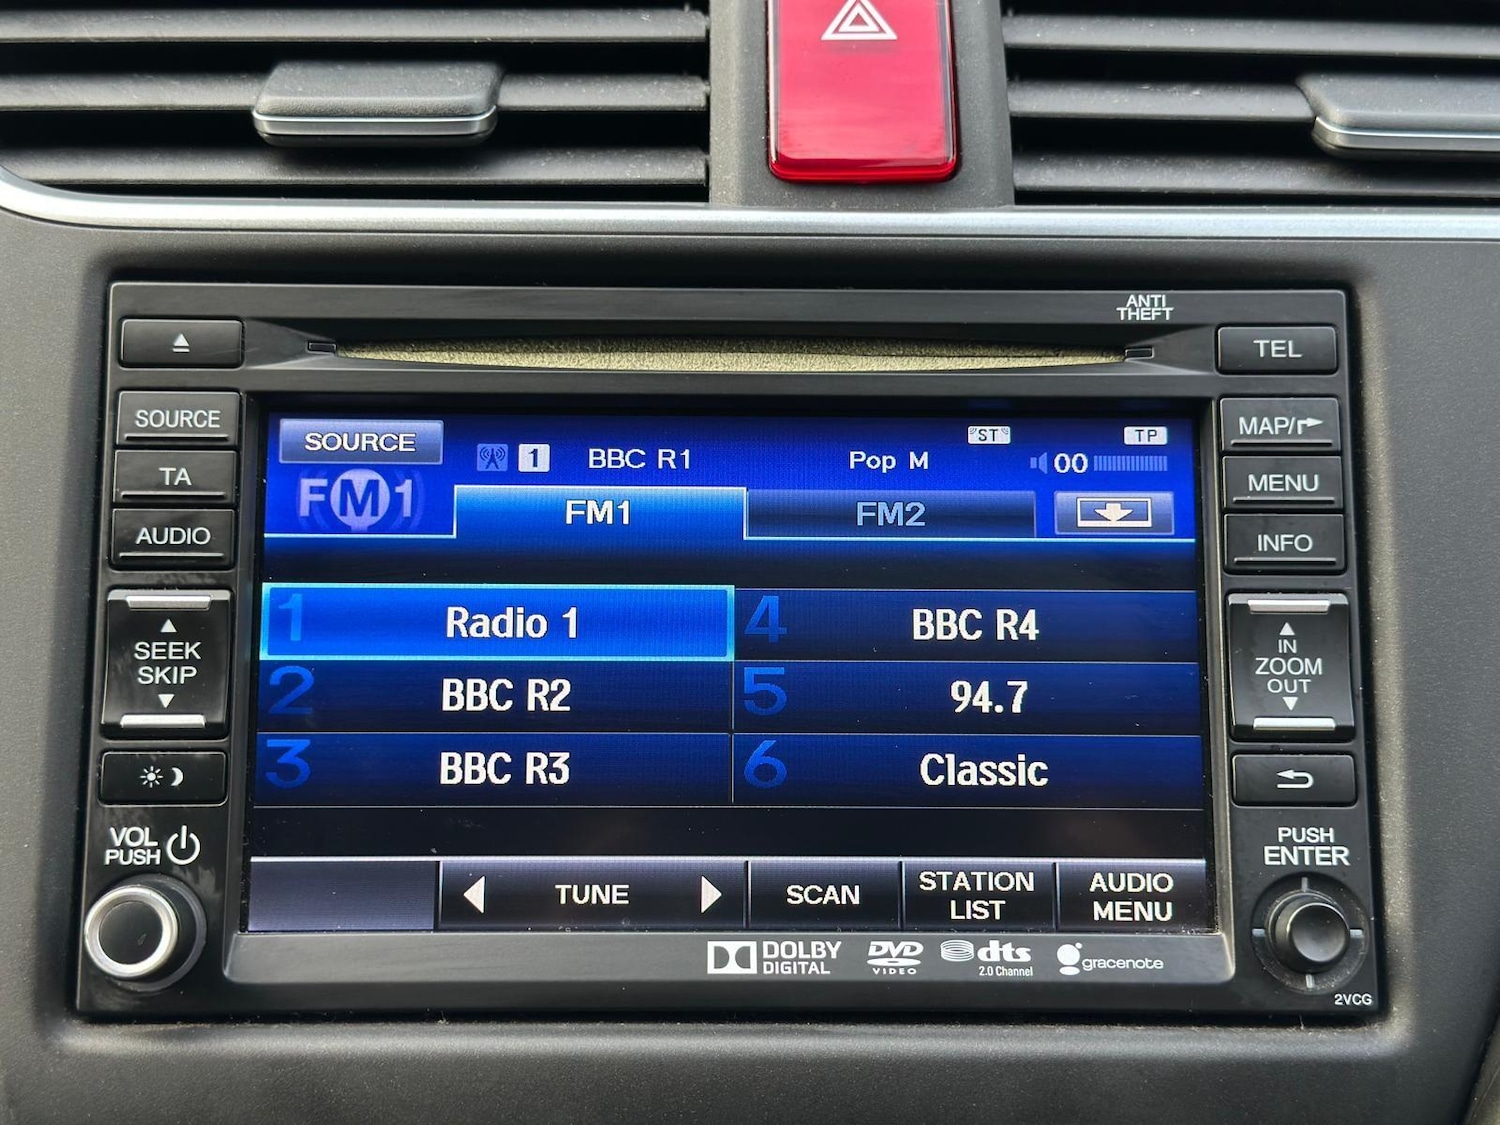 ANTI
THEFT
TEL
SOURCE
TA
AUDIO
SEEK
SKIP
VOL
PUSH
SOURCE
FM1
1
BBC R1
Pop M
ST
TP
00
FM1
FM2
1 Radio 1
4 BBC R4
2 BBC R2
5 94.7
3 BBC R3
6 Classic
TUNE
SCAN
STATION
LIST
AUDIO
MENU
MAP/
MENU
INFO
IN
ZOOM
OUT
PUSH
ENTER
DOLBY
DIGITAL
DVD
VIDEO
dts
2.0 Channel
gracenote
2VCG